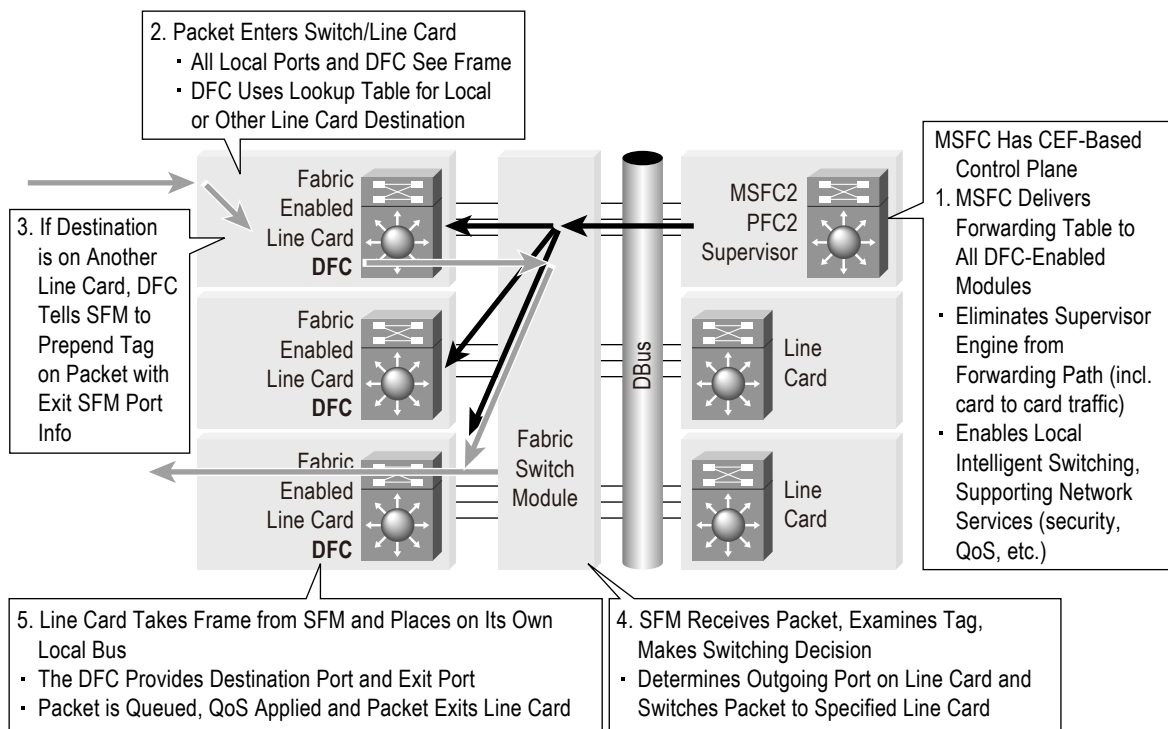 2. Packet Enters Switch/Line Card
· All Local Ports and DFC See Frame
· DFC Uses Lookup Table for Local
or Other Line Card Destination
MSFC Has CEF-Based
Control Plane
1. MSFC Delivers
Forwarding Table to
All DFC-Enabled
Modules
· Eliminates Supervisor
Engine from
Forwarding Path (incl.
card to card traffic)
· Enables Local
Intelligent Switching,
Supporting Network
Services (security,
QoS, etc.)
3. If Destination
is on Another
Line Card, DFC
Tells SFM to
Prepend Tag
on Packet with
Exit SFM Port
Info
Fabric
Enabled
Line Card
DFC
MSFC2
PFC2
Supervisor
Fabric
Enabled
Line Card
DFC
DBus
Line
Card
Fabric
Enabled
Line Card
DFC
Fabric
Switch
Module
Line
Card
5. Line Card Takes Frame from SFM and Places on Its Own
Local Bus
· The DFC Provides Destination Port and Exit Port
· Packet is Queued, QoS Applied and Packet Exits Line Card
4. SFM Receives Packet, Examines Tag,
Makes Switching Decision
· Determines Outgoing Port on Line Card and
Switches Packet to Specified Line Card